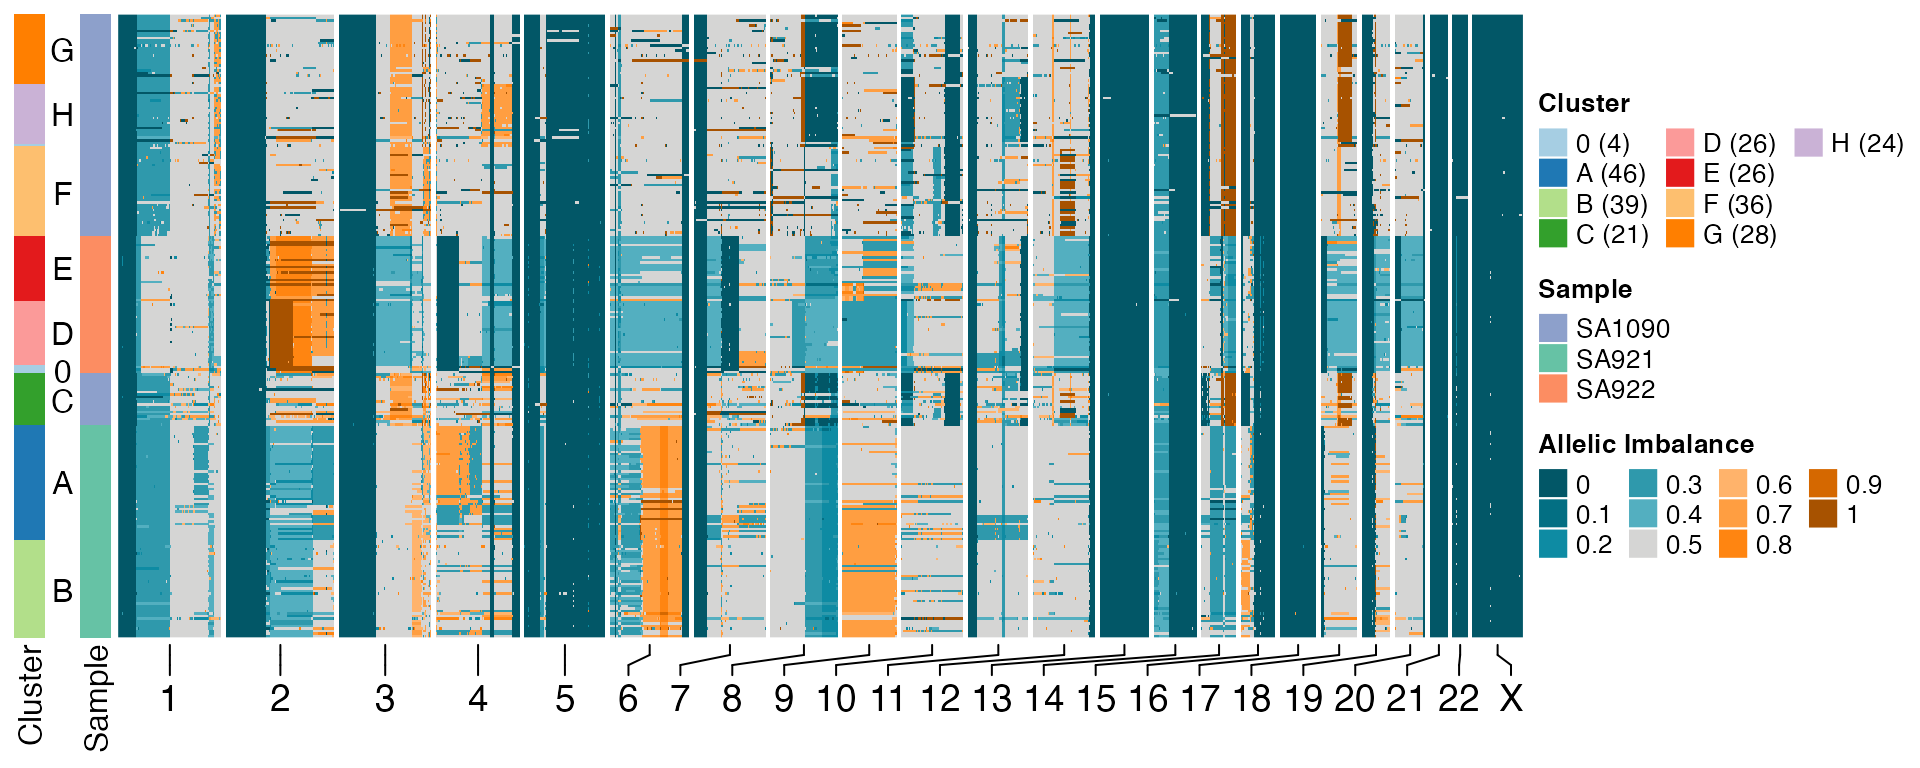 G
H
F
E
D
0
C
A
B
Cluster
Sample
1 2 3 4 5 6 7 8 9 10 11 12 13 14 15 16 17 18 19 20 21 22 X
Cluster
0 (4) D (26) H (24)
A (46) E (26)
B (39) F (36)
C (21) G (28)
Sample
SA1090
SA921
SA922
Allelic Imbalance
0 0.3 0.6 0.9
0.1 0.4 0.7 1
0.2 0.5 0.8